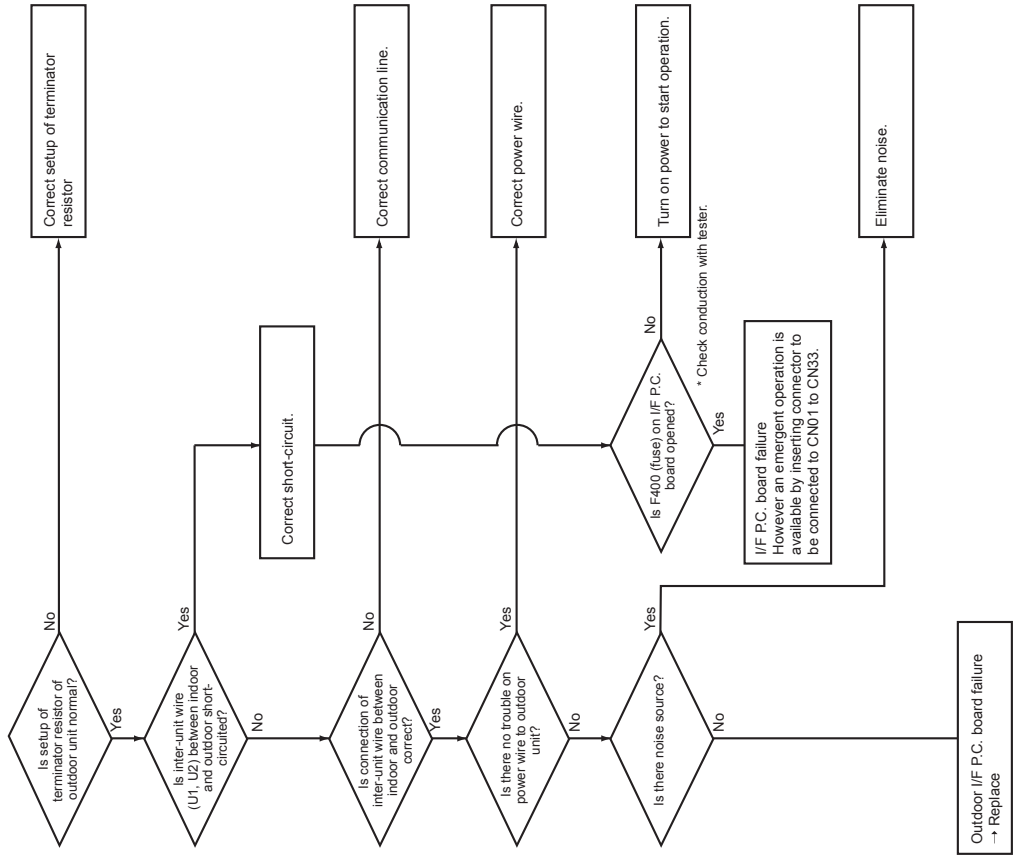 Is setup of
terminator resistor of
outdoor unit normal?
No
Correct setup of terminator
resistor
Yes
Is inter-unit wire
(U1, U2) between indoor
and outdoor short-
circuited?
Yes
Correct short-circuit.
No
Is connection of
inter-unit wire between
indoor and outdoor
correct?
No
Correct communication line.
Yes
Is there no trouble on
power wire to outdoor
unit?
Yes
Correct power wire.
No
Is F400 (fuse) on I/F P.C.
board opened?
No
Turn on power to start operation.
* Check conduction with tester.
Yes
I/F P.C. board failure
However an emergent operation is
available by inserting connector to
be connected to CN01 to CN33.
Is there noise source?
Yes
Eliminate noise.
No
Outdoor I/F P.C. board failure
→ Replace